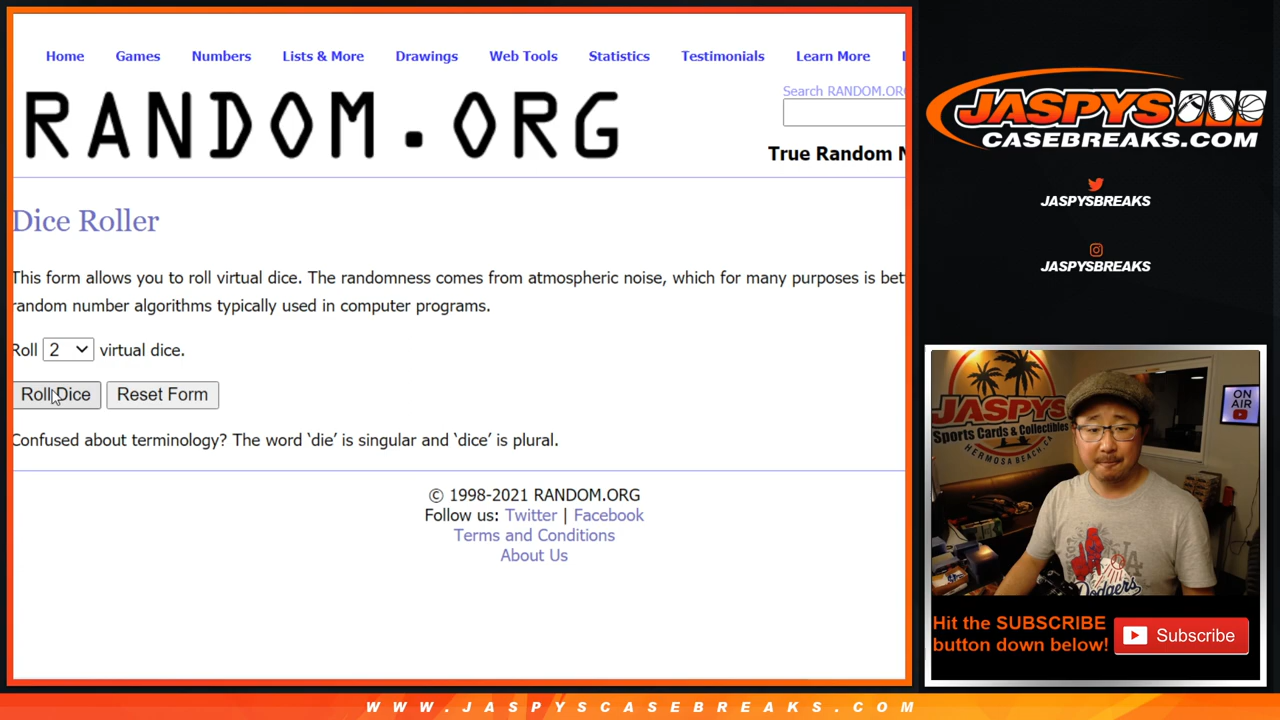 Home Games Numbers Lists & More Drawings Web Tools Statistics Testimonials Learn More
RANDOM.ORG
Search RANDOM.OR
True Random
Dice Roller
This form allows you to roll virtual dice. The randomness comes from atmospheric noise, which for many purposes is bet
random number algorithms typically used in computer programs.
Roll 2 virtual dice.
Roll Dice Reset Form
Confused about terminology? The word ‘die’ is singular and ‘dice’ is plural.
© 1998-2021 RANDOM.ORG
Follow us: Twitter | Facebook
Terms and Conditions
About Us
JASPYS
CASEBREAKS.COM
JASPYSBREAKS
JASPYSBREAKS
JASPYS
Sports Cards & Collectibles
HERMOSA BEACH, CA
ON
AIR
LA
Dodgers
Hit the SUBSCRIBE
button down below!
Subscribe
WWW.JASPYSCASEBREAKS.COM